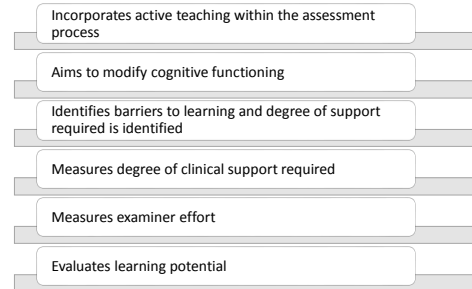 Incorporates active teaching within the assessment
process
Aims to modify cognitive functioning
Identifies barriers to learning and degree of support
required is identified
Measures degree of clinical support required
Measures examiner effort
Evaluates learning potential